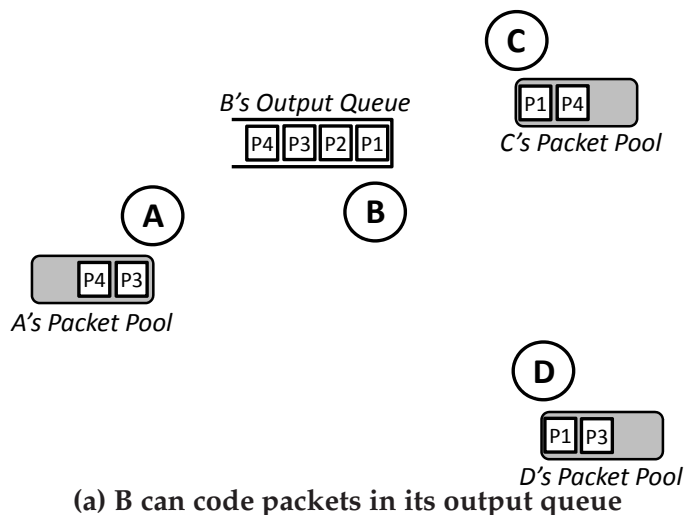 C
P1 P4
C's Packet Pool
B's Output Queue
P4 P3 P2 P1
A
B
P4 P3
A's Packet Pool
D
P1 P3
D's Packet Pool
(a) B can code packets in its output queue